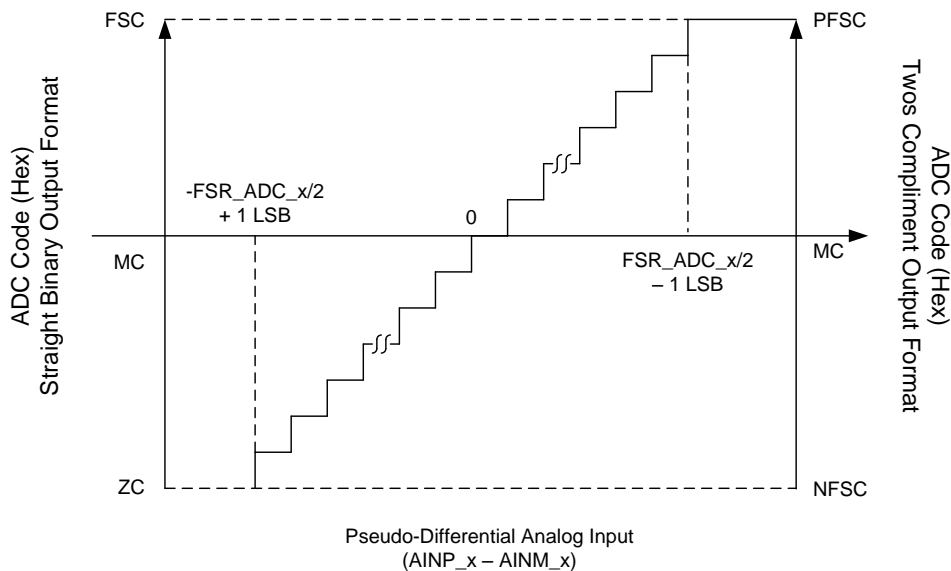 FSC
PFSC
ADC Code (Hex)
Straight Binary Output Format
ADC Code (Hex)
Twos Compliment Output Format
-FSR_ADC_x/2
+ 1 LSB
0
MC
MC
FSR_ADC_x/2
– 1 LSB
ZC
NFSC
Pseudo-Differential Analog Input
(AINP_x – AINM_x)